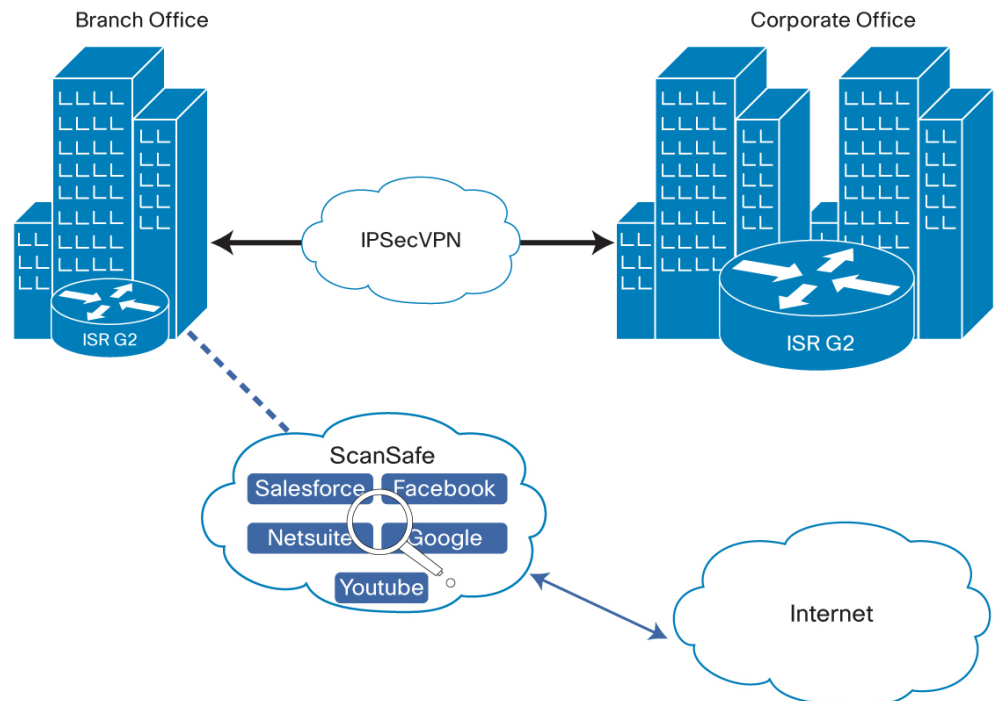 Branch Office
Corporate Office
IPSecVPN
ISR G2
ISR G2
ScanSafe
Salesforce
Facebook
Netsuite
Google
Youtube
Internet